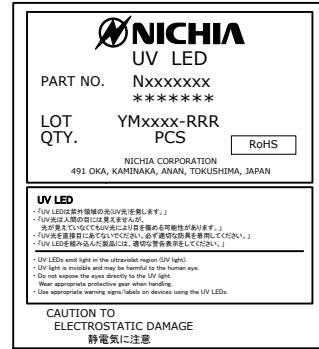 NICHIA
UV LED
PART NO. Nxxxxxxx
*******
LOT YMxxxx-RRR
QTY. PCS
RoHS
NICHIA CORPORATION
491 OKA, KAMINAKA, ANAN, TOKUSHIMA, JAPAN
UV LED
・「UV LEDは紫外領域の光(UV光)を発します。」
・「UV光は人間の目には見えませんが、
光が見えていなくてもUV光により目を傷める可能性があります。」
・「UV光を直接目にあてないでください。必ず適切な防具を着用してください。」
・「UV LEDを組み込んだ製品には、適切な警告表示をしてください。」
・ UV LEDs emit light in the ultraviolet region (UV light).
・ UV light is invisible and may be harmful to the human eye.
・ Do not expose the eyes directly to the UV light.
Wear appropriate protective gear when handling.
・ Use appropriate warning signs/labels on devices using the UV LEDs.
CAUTION TO
ELECTROSTATIC DAMAGE
静電気に注意